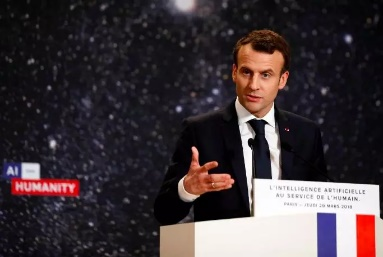 AI
HUMANITY
L'INTELLIGENCE ARTIFICIELLE
AU SERVICE DE L'HUMAIN.
PARIS – JEUDI 29 MARS 2018